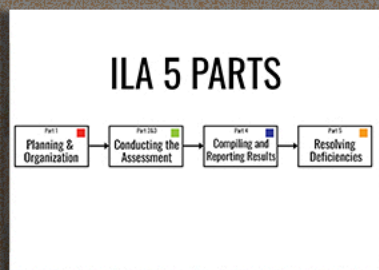 ILA 5 PARTS
Part 1
Planning &
Organization
Part 2&3
Conducting the
Assessment
Part 4
Compiling and
Reporting Results
Part 5
Resolving
Deficiencies